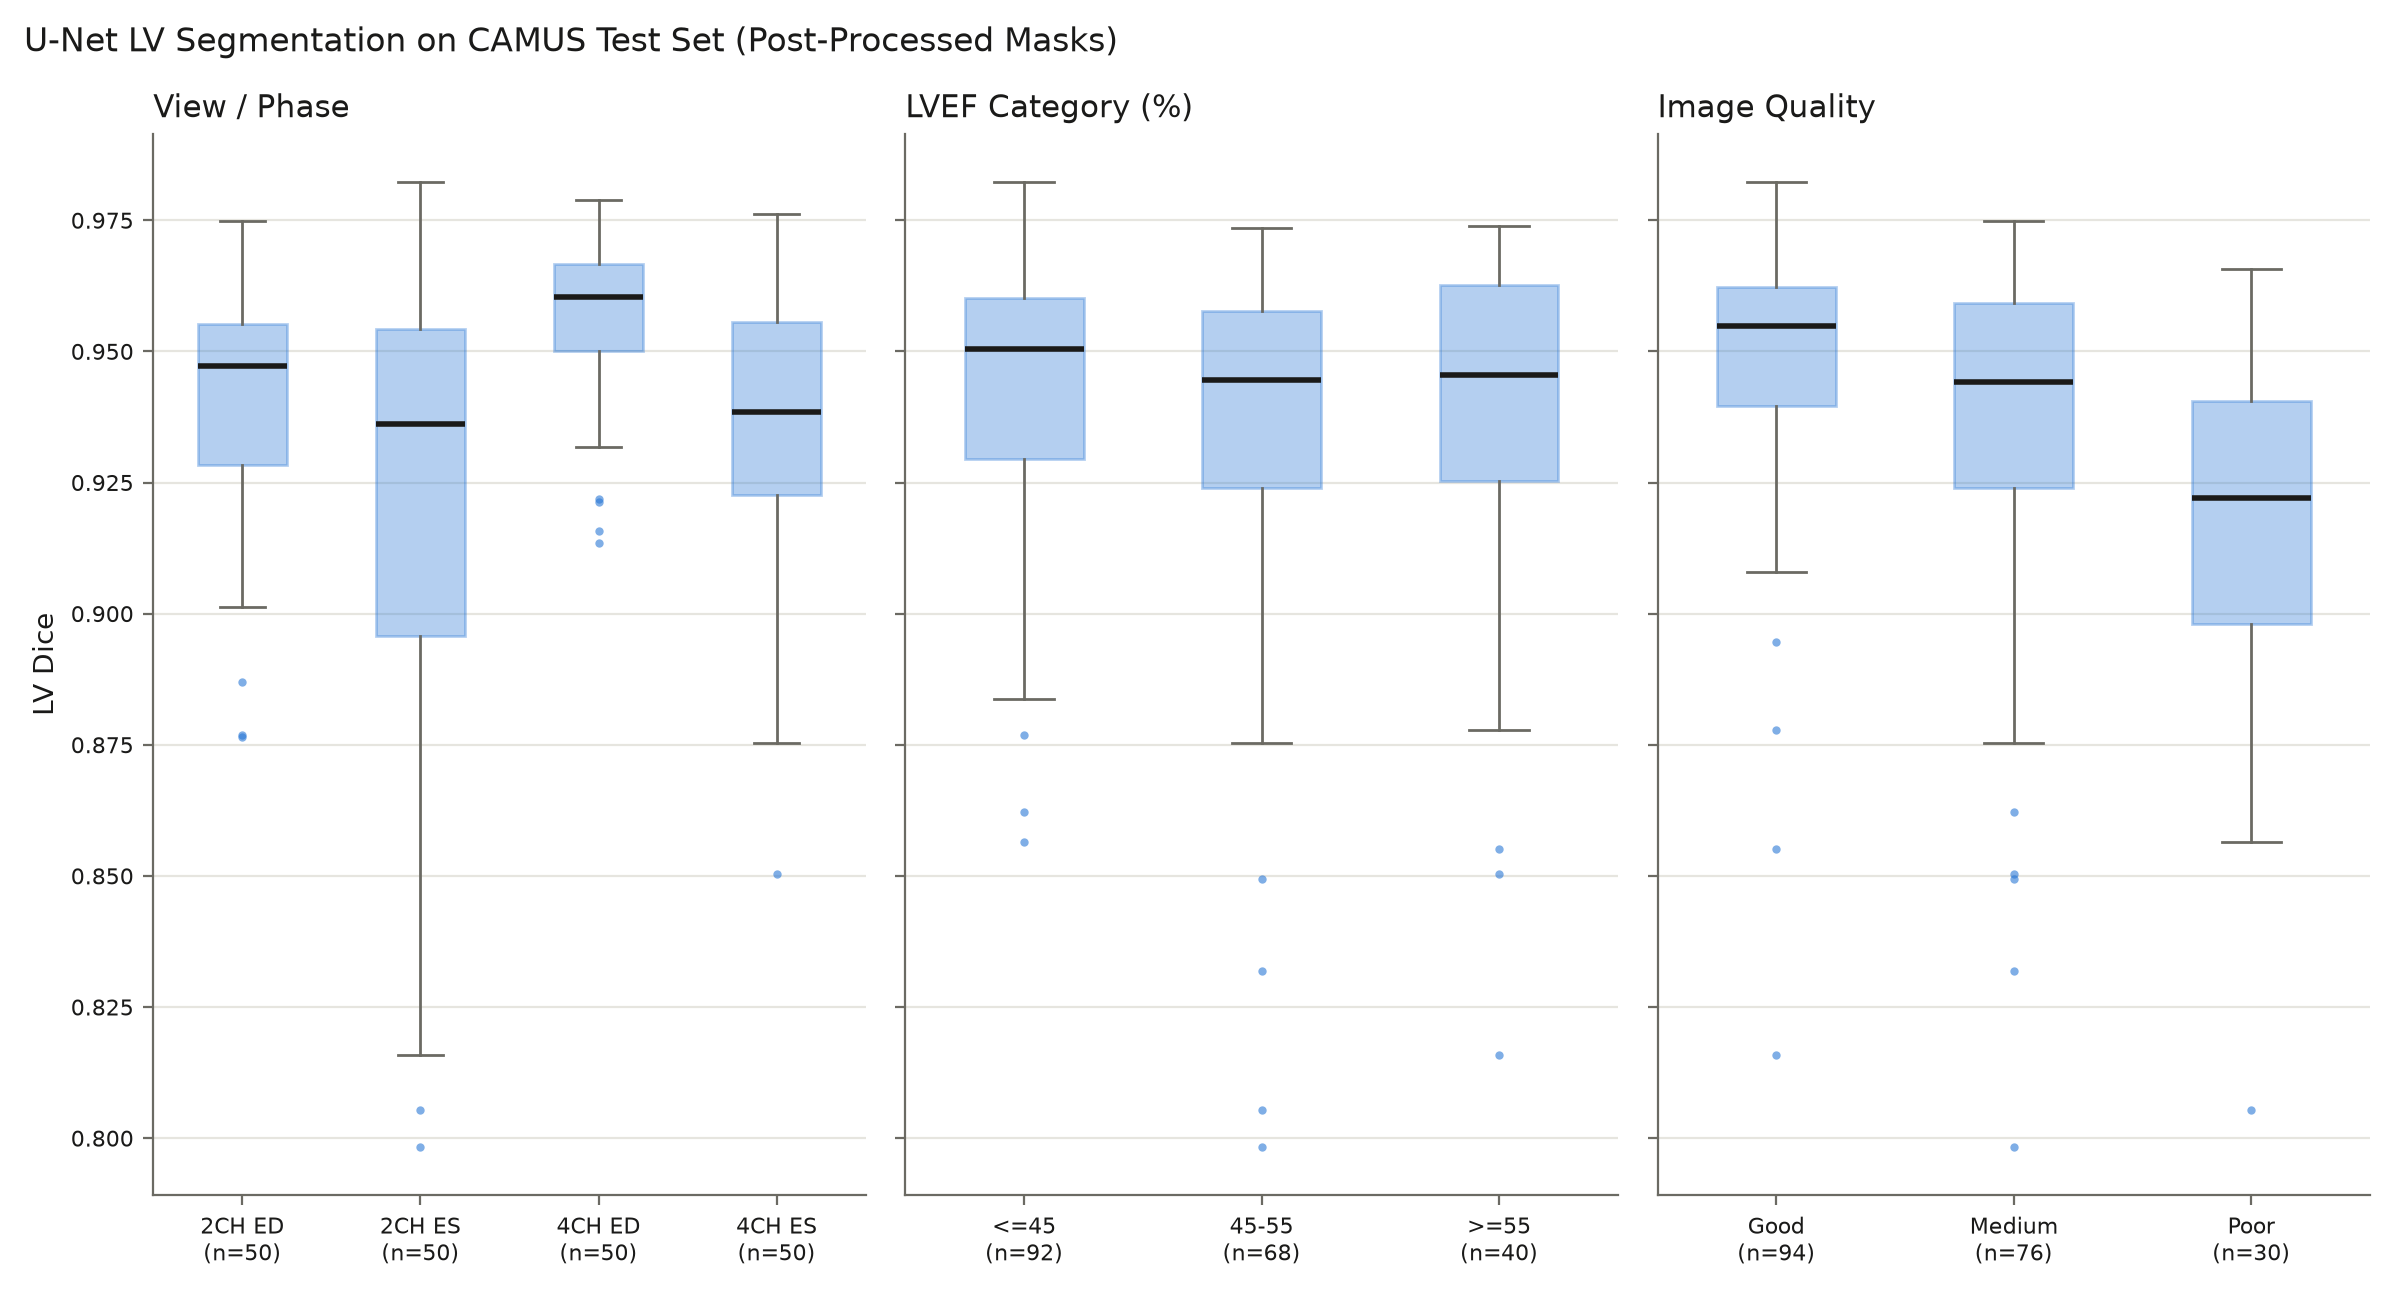 U-Net LV Segmentation on CAMUS Test Set (Post-Processed Masks)
View / Phase
LVEF Category (%)
Image Quality
LV Dice
0.975
0.950
0.925
0.900
0.875
0.850
0.825
0.800
2CH ED
(n=50)
2CH ES
(n=50)
4CH ED
(n=50)
4CH ES
(n=50)
<=45
(n=92)
45-55
(n=68)
>=55
(n=40)
Good
(n=94)
Medium
(n=76)
Poor
(n=30)